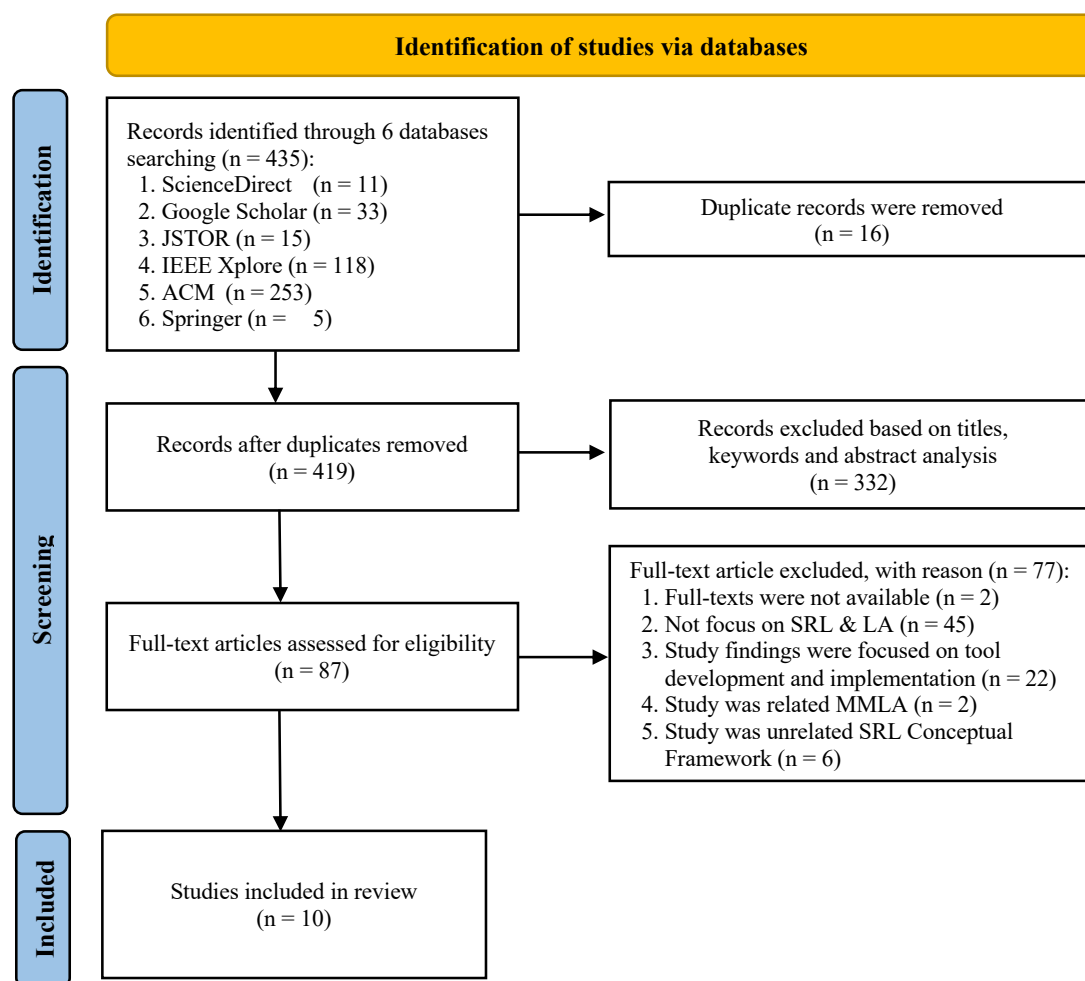 Identification of studies via databases
Identification
Records identified through 6 databases
searching (n = 435):
1. ScienceDirect (n = 11)
2. Google Scholar (n = 33)
3. JSTOR (n = 15)
4. IEEE Xplore (n = 118)
5. ACM (n = 253)
6. Springer (n = 5)
Duplicate records were removed
(n = 16)
Screening
Records after duplicates removed
(n = 419)
Records excluded based on titles,
keywords and abstract analysis
(n = 332)
Full-text articles assessed for eligibility
(n = 87)
Full-text article excluded, with reason (n = 77):
1. Full-texts were not available (n = 2)
2. Not focus on SRL & LA (n = 45)
3. Study findings were focused on tool
development and implementation (n = 22)
4. Study was related MMLA (n = 2)
5. Study was unrelated SRL Conceptual
Framework (n = 6)
Included
Studies included in review
(n = 10)